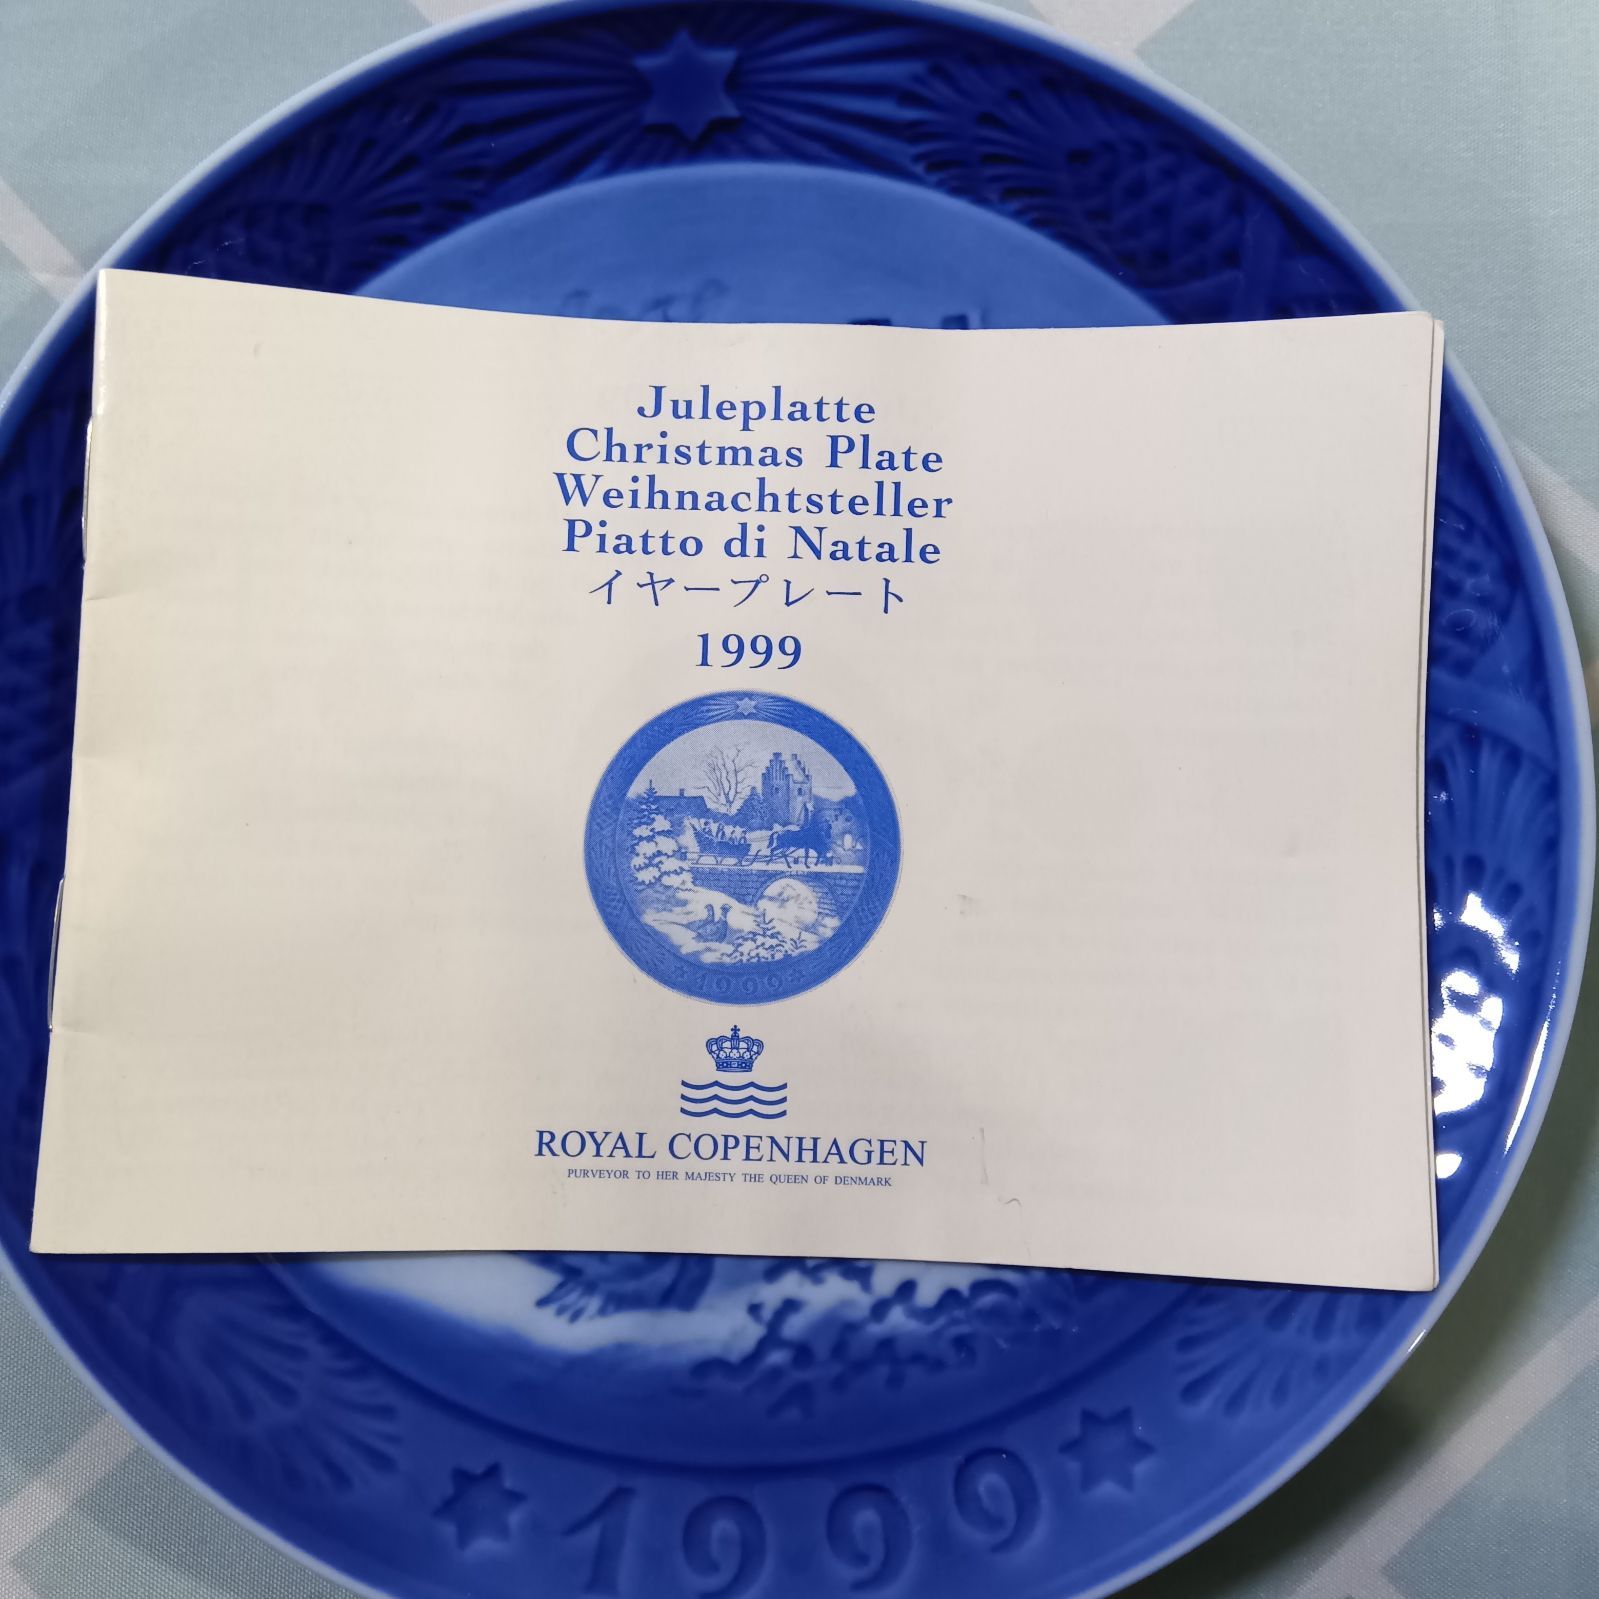 Juleplatte
Christmas Plate
Weihnachtsteller
Piatto di Natale
イヤープレート
1999
1999
ROYAL COPENHAGEN
PURVEYOR TO HER MAJESTY THE QUEEN OF DENMARK
1999